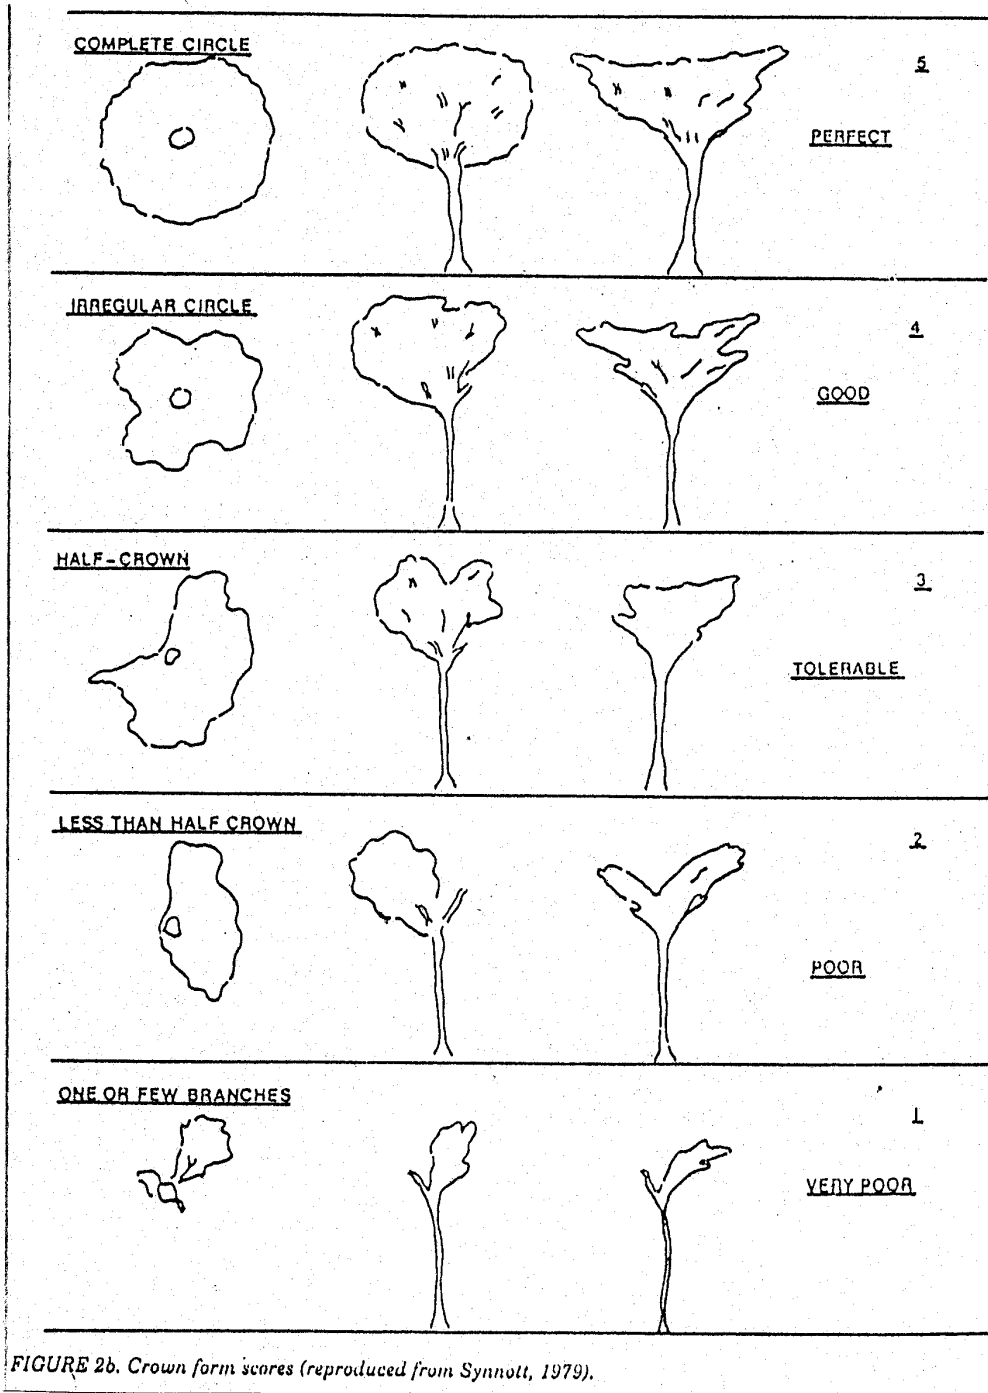 COMPLETE CIRCLE
5
PERFECT
IRREGULAR CIRCLE
4
GOOD
HALF-CROWN
3
TOLERABLE
LESS THAN HALF CROWN
2
POOR
ONE OR FEW BRANCHES
1
VERY POOR
FIGURE 2b. Crown form scores (reproduced from Synnott, 1979).